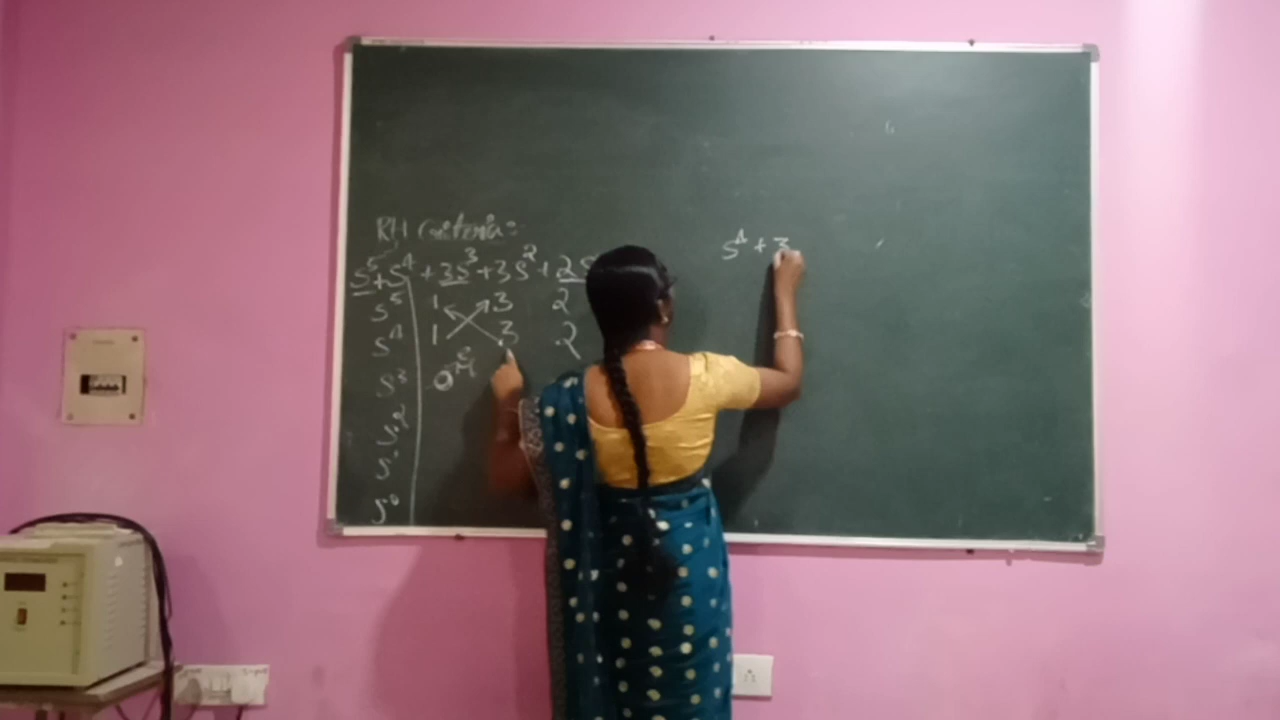 RH Criteria:
s⁵+s⁴+3s³+3s²+2s
s⁵ 1 3 2
s⁴ 1 3 2
s³ 0
s²
s¹
s⁰
s⁴+3